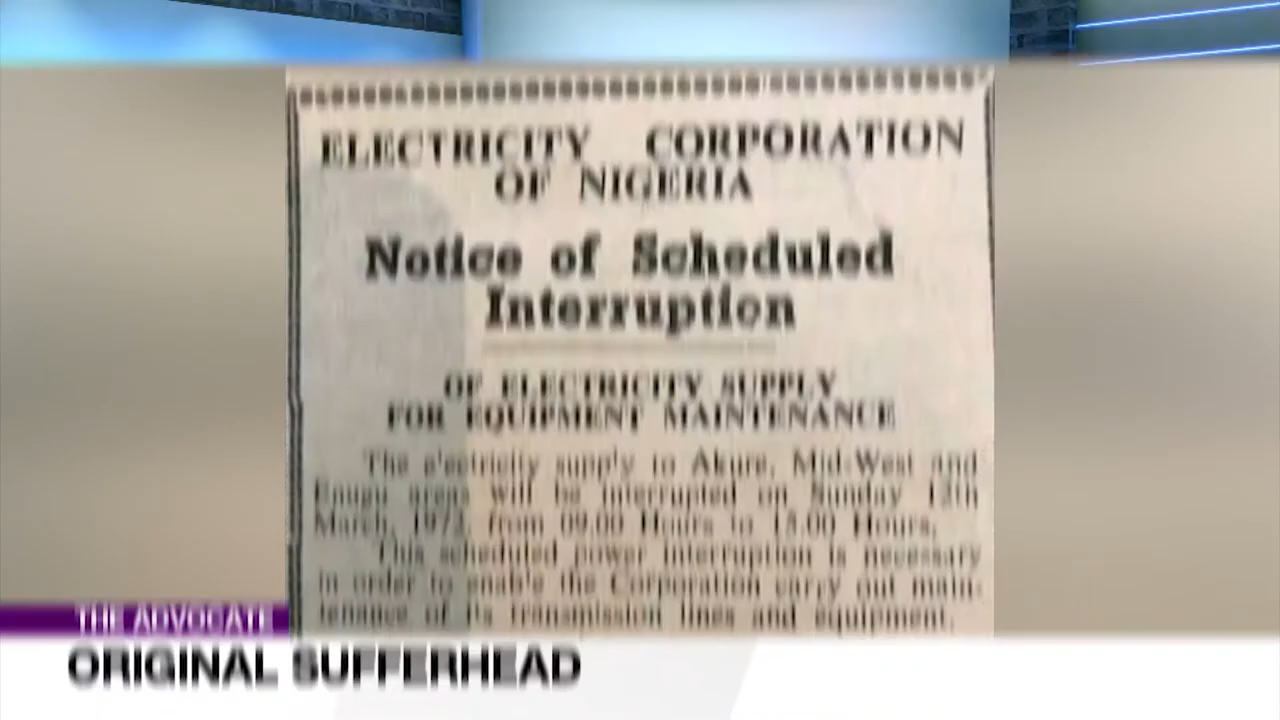 ELECTRICITY CORPORATION
OF NIGERIA
Notice of Scheduled
Interruption
OF ELECTRICITY SUPPLY
FOR EQUIPMENT MAINTENANCE
The electricity supply to Akure, Mid-West and
Enugu areas will be interrupted on Sunday 12th
March, 1972 from 09.00 Hours to 15.00 Hours.
This scheduled power interruption is necessary
in order to enable the Corporation carry out main-
tenance of its transmission lines and equipment.
THE ADVOCATE
ORIGINAL SUFFERHEAD